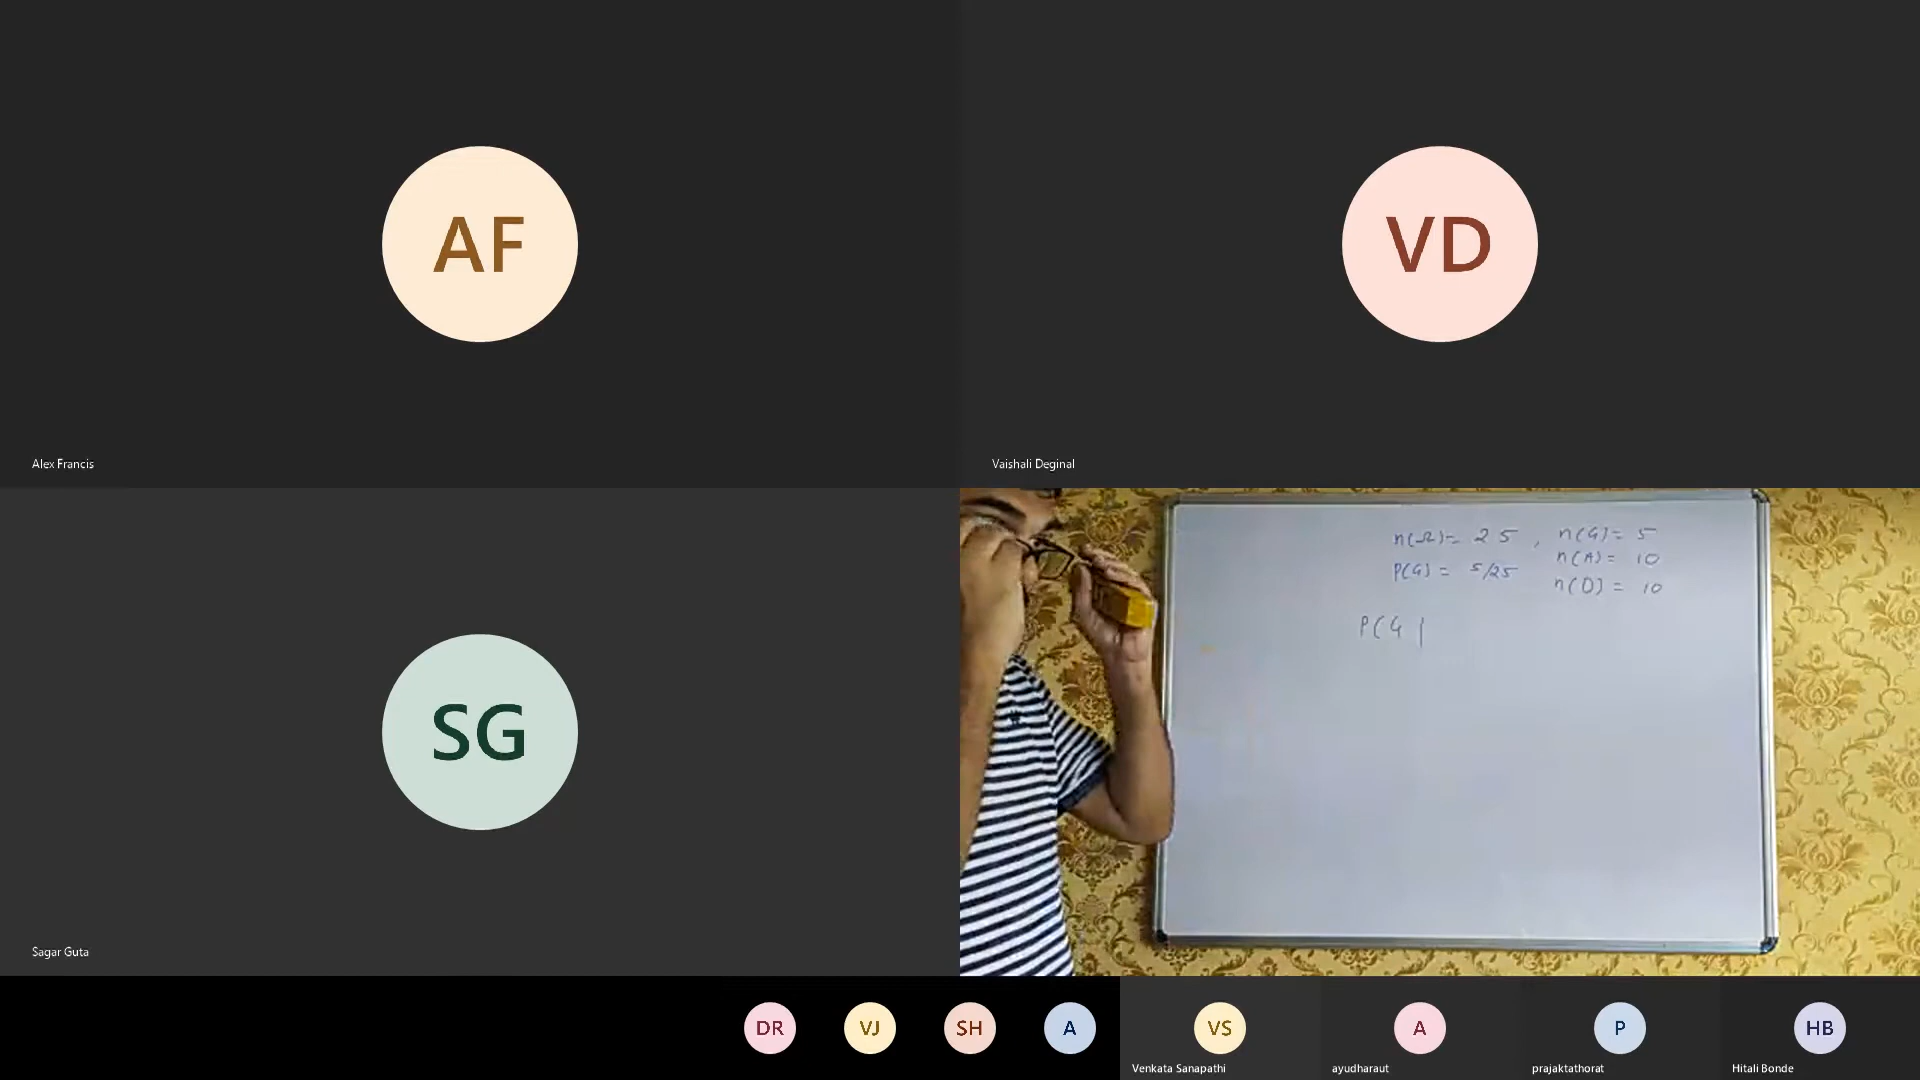 AF
Alex Francis
VD
Vaishali Deginal
SG
Sagar Guta
n(Ω) = 25 , n(G) = 5
n(A) = 10
P(G) = 5/25
n(D) = 10
P(G |
DR
VJ
SH
A
VS
Venkata Sanapathi
A
ayudharaut
P
prajaktathorat
HB
Hitali Bonde